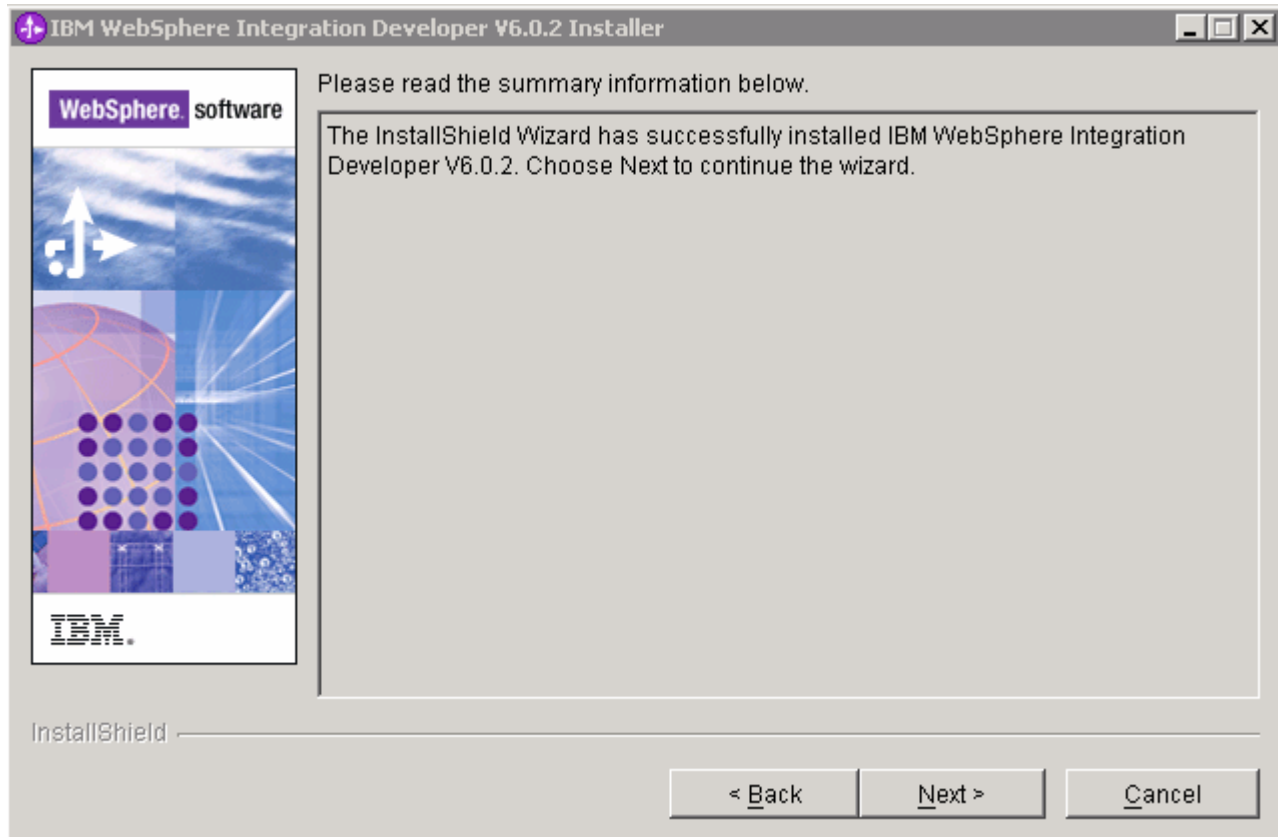 IBM WebSphere Integration Developer V6.0.2 Installer
WebSphere. software
Please read the summary information below.
The InstallShield Wizard has successfully installed IBM WebSphere Integration
Developer V6.0.2. Choose Next to continue the wizard.
IBM.
InstallShield
< Back
Next >
Cancel